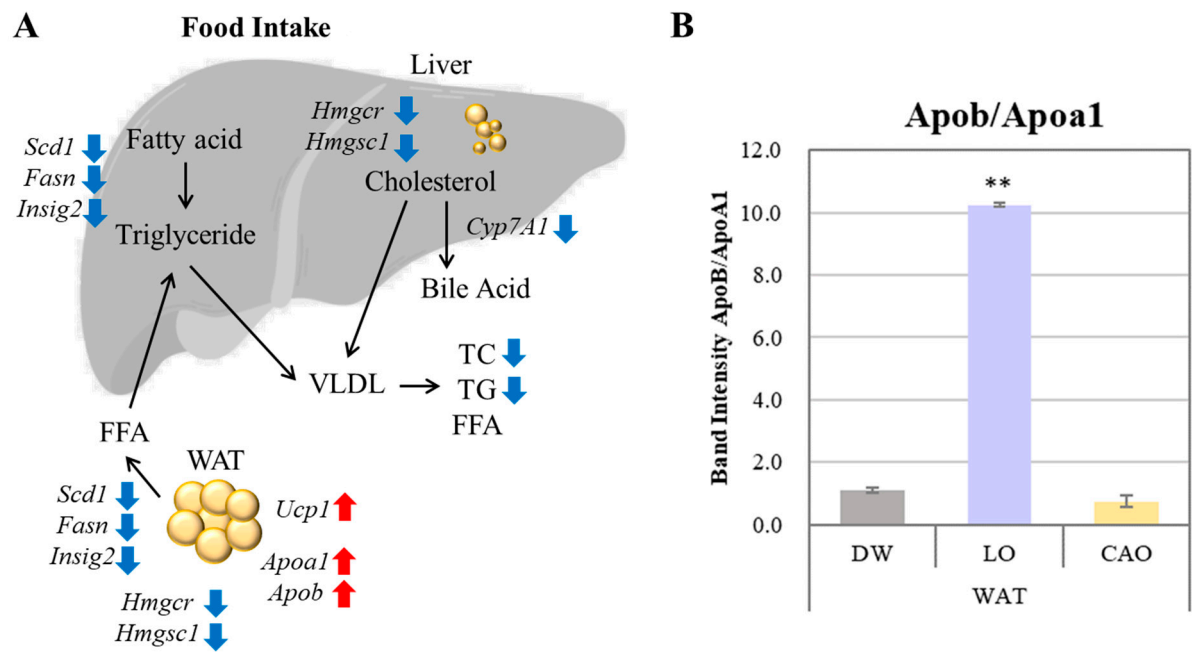 A
Food Intake
Liver
Hmgcr
Hmgsc1
Scd1
Fasn
Insig2
Fatty acid
Triglyceride
Cholesterol
Cyp7A1
Bile Acid
VLDL
TC
TG
FFA
FFA
WAT
Scd1
Fasn
Insig2
Ucp1
Apoa1
Apob
Hmgcr
Hmgsc1
B
Apob/Apoa1
Band Intensity ApoB/ApoA1
12.0
10.0
8.0
6.0
4.0
2.0
0.0
**
DW LO CAO
WAT